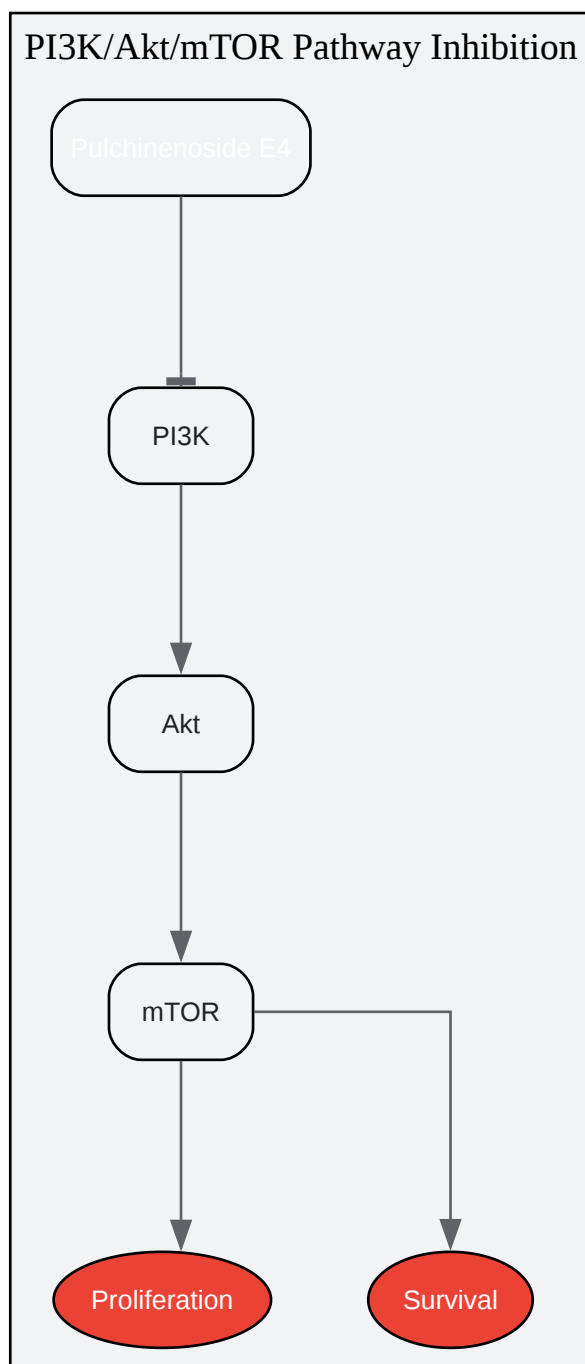 PI3K/Akt/mTOR Pathway Inhibition
Pulchinenoside E4
PI3K
Akt
mTOR
Proliferation
Survival